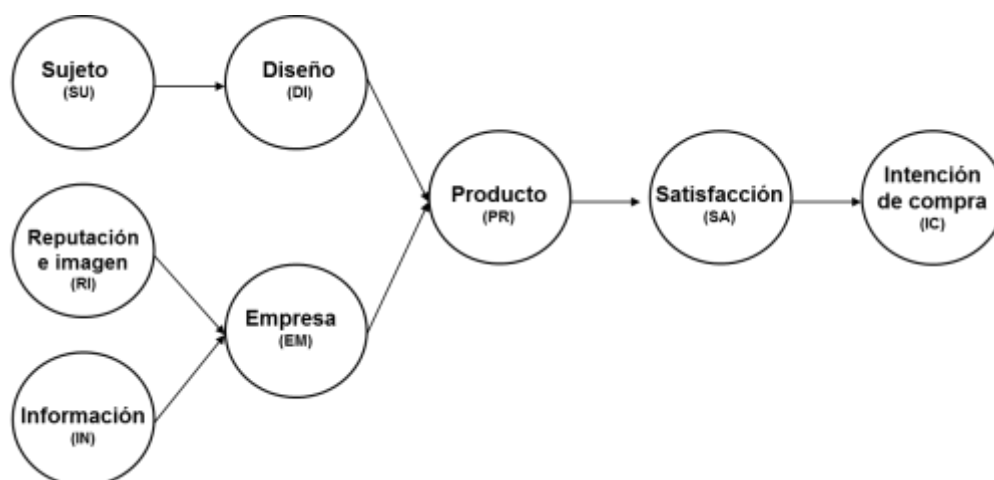 Sujeto
(SU)
Diseño
(DI)
Reputación
e imagen
(RI)
Empresa
(EM)
Información
(IN)
Producto
(PR)
Satisfacción
(SA)
Intención
de compra
(IC)